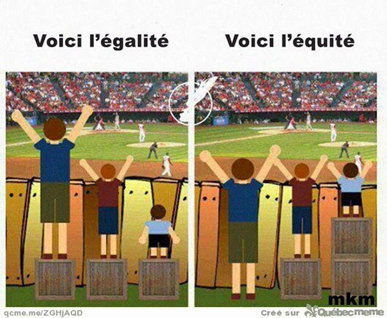 Voici l'égalité
Voici l'équité
mkm
qcme.me/ZGHJAQD
Créé sur Québecmeme